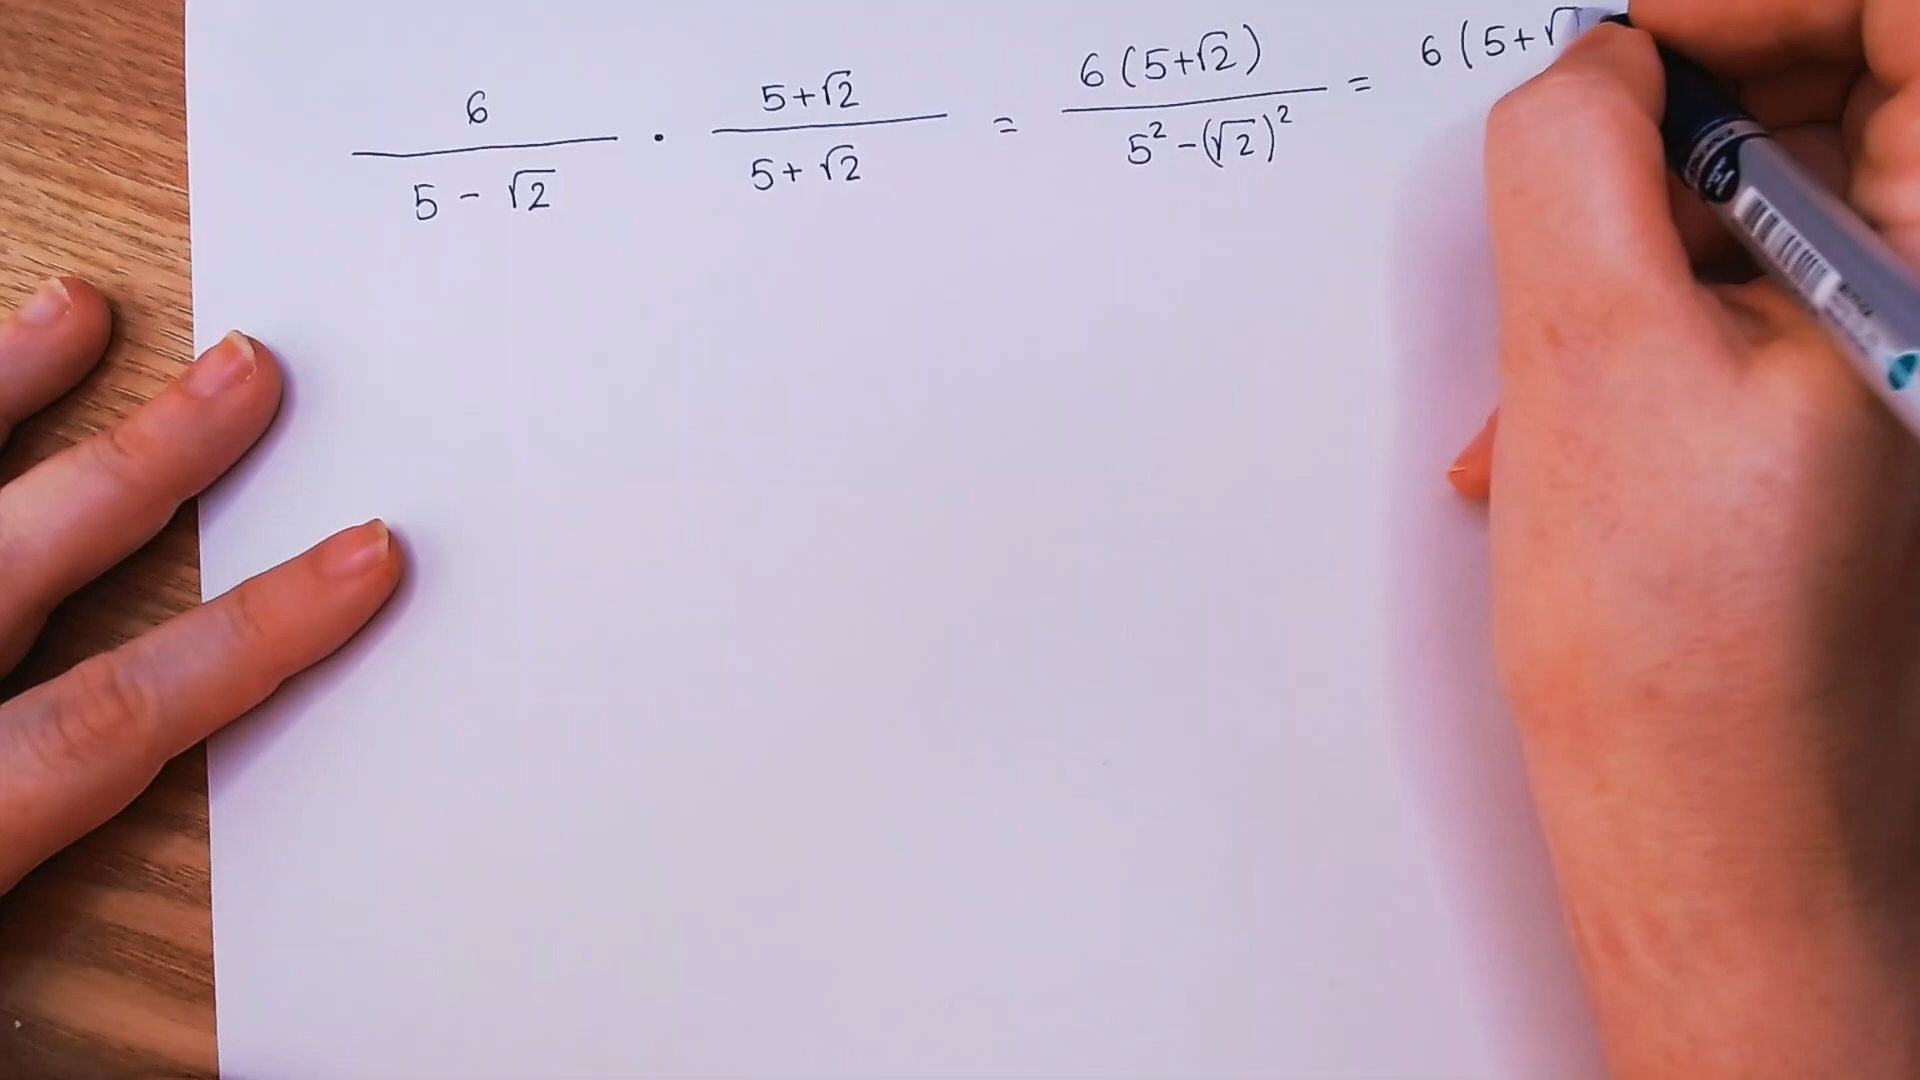 6/(5 - √2) · (5+√2)/(5+√2) = 6(5+√2)/(5² -(√2)²) = 6(5+√